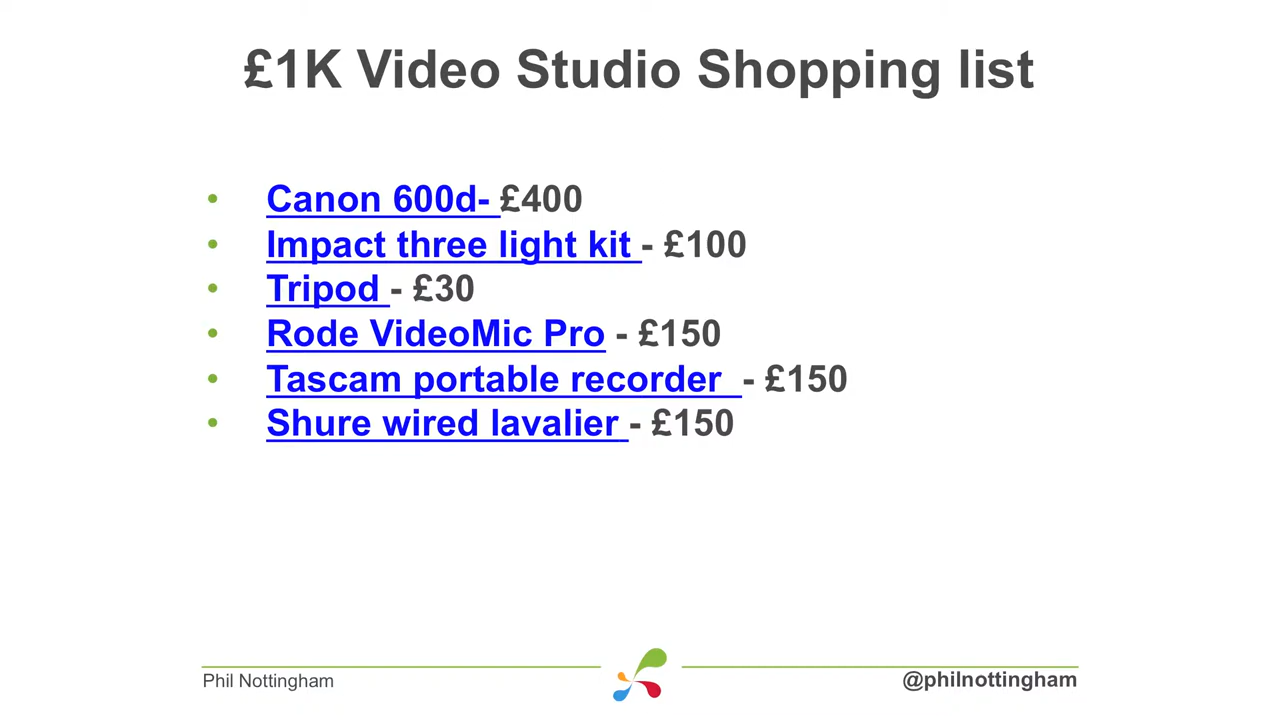 £1K Video Studio Shopping list
• Canon 600d- £400
• Impact three light kit - £100
• Tripod - £30
• Rode VideoMic Pro - £150
• Tascam portable recorder - £150
• Shure wired lavalier - £150
Phil Nottingham
@philnottingham